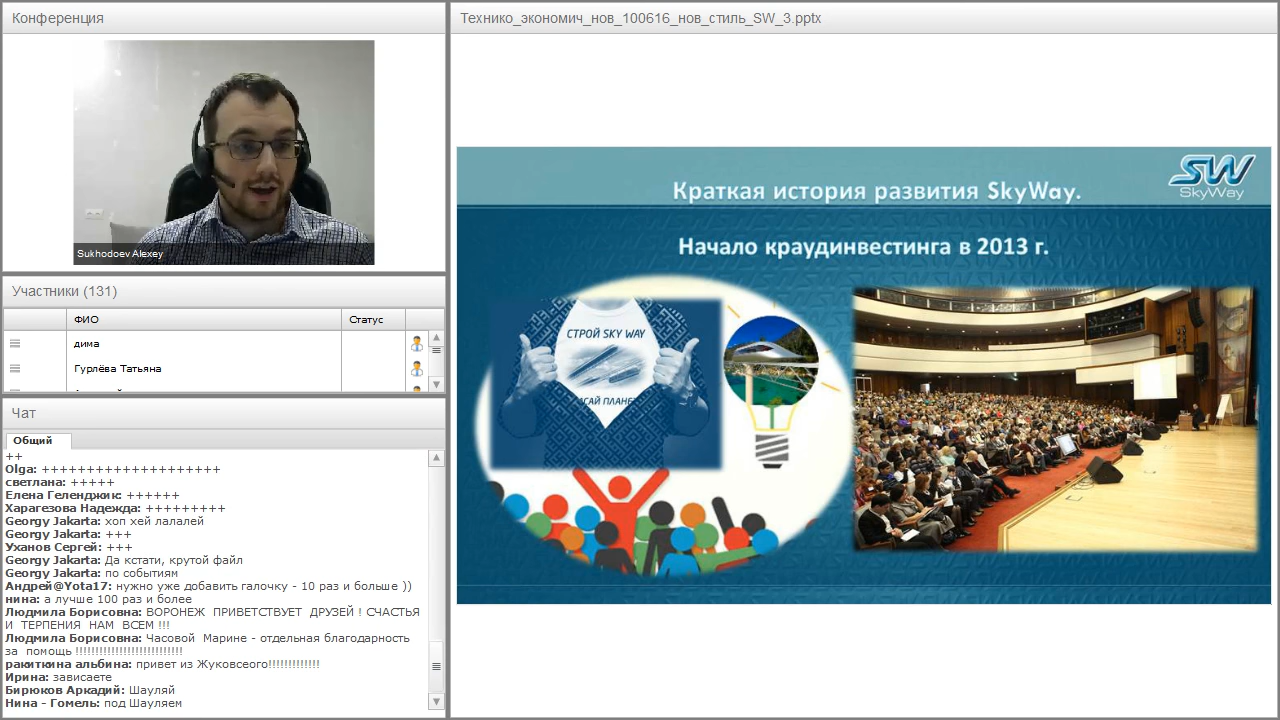 Конференция
Sukhodoev Alexey
Участники (131)
ФИО
Статус
дима
Гурлёва Татьяна
Чат
Общий
++
Olga: +++++++++++++++++++
светлана: +++++
Елена Геленджик: ++++++
Харагезова Надежда: +++++++++
Georgy Jakarta: хоп хей лалалей
Georgy Jakarta: +++
Уханов Сергей: +++
Georgy Jakarta: Да кстати, крутой файл
Georgy Jakarta: по событиям
Андрей@Yota17: нужно уже добавить галочку - 10 раз и больше ))
нина: а лучше 100 раз и более
Людмила Борисовна: ВОРОНЕЖ ПРИВЕТСТВУЕТ ДРУЗЕЙ ! СЧАСТЬЯ
И ТЕРПЕНИЯ НАМ ВСЕМ !!!
Людмила Борисовна: Часовой Марине - отдельная благодарность
за помощь !!!!!!!!!!!!!!!!!!!!!!!!!!!
ракиткина альбина: привет из Жуковсеого!!!!!!!!!!!!!
Ирина: зависаете
Бирюков Аркадий: Шауляй
Нина - Гомель: под Шауляем
Технико_экономич_нов_100616_нов_стиль_SW_3.pptx
SW
SkyWay
Краткая история развития SkyWay.
Начало краудинвестинга в 2013 г.
СТРОЙ SKY WAY